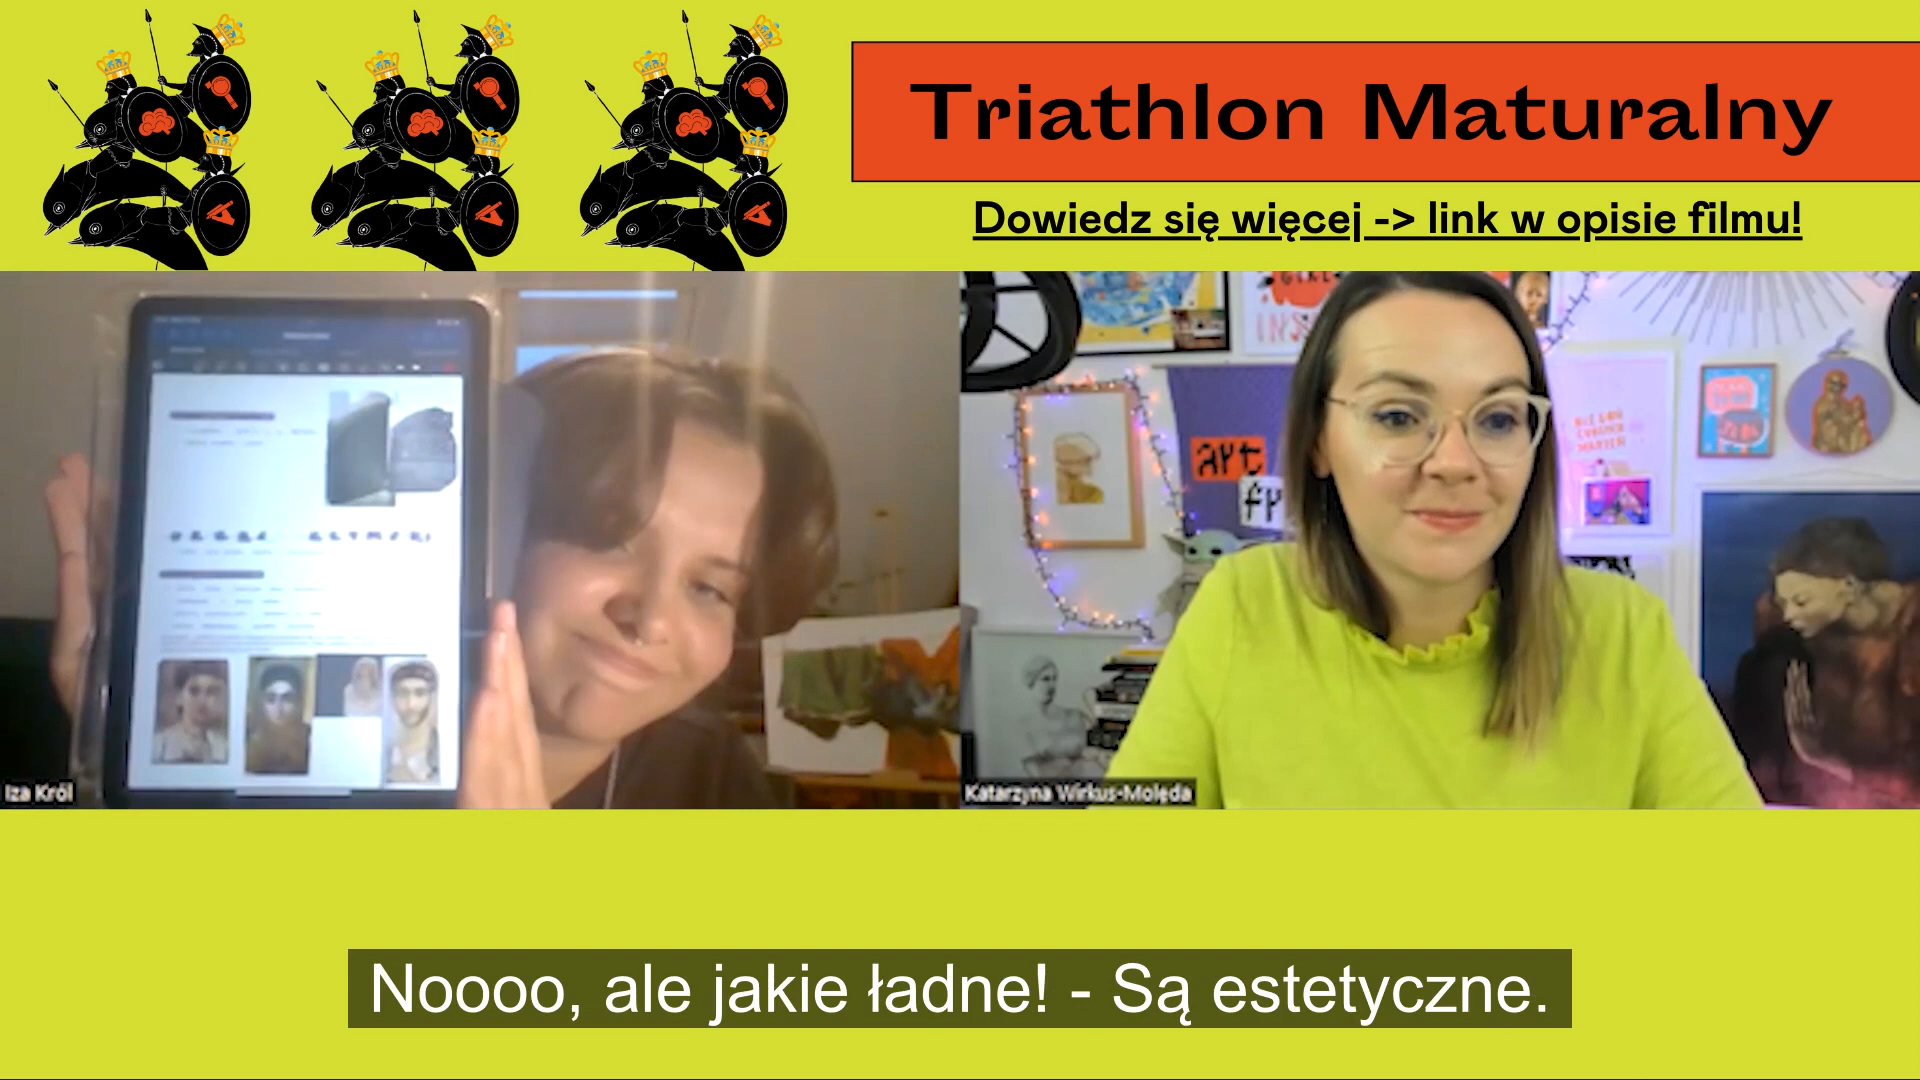 Triathlon Maturalny
Dowiedz się więcej -> link w opisie filmu!
art
Iza Król
Katarzyna Wirkus-Molęda
Noooo, ale jakie ładne! - Są estetyczne.